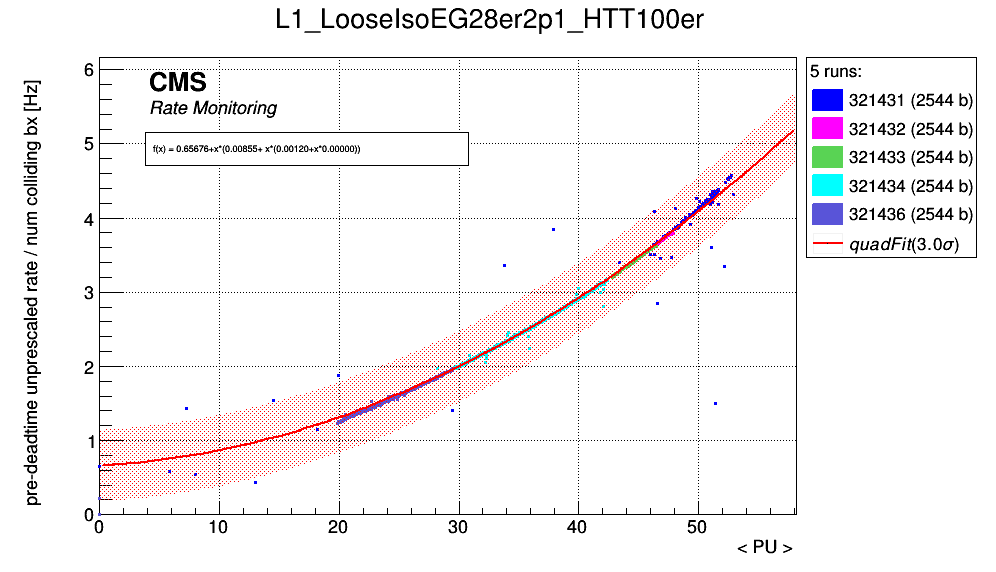 L1_LooseIsoEG28er2p1_HTT100er
pre-deadtime unprescaled rate / num colliding bx [Hz]
CMS
Rate Monitoring
f(x) = 0.65676+x*(0.00855+ x*(0.00120+x*0.00000))
6
5
4
3
2
1
0
0 10 20 30 40 50
< PU >
5 runs:
321431 (2544 b)
321432 (2544 b)
321433 (2544 b)
321434 (2544 b)
321436 (2544 b)
quadFit(3.0σ)